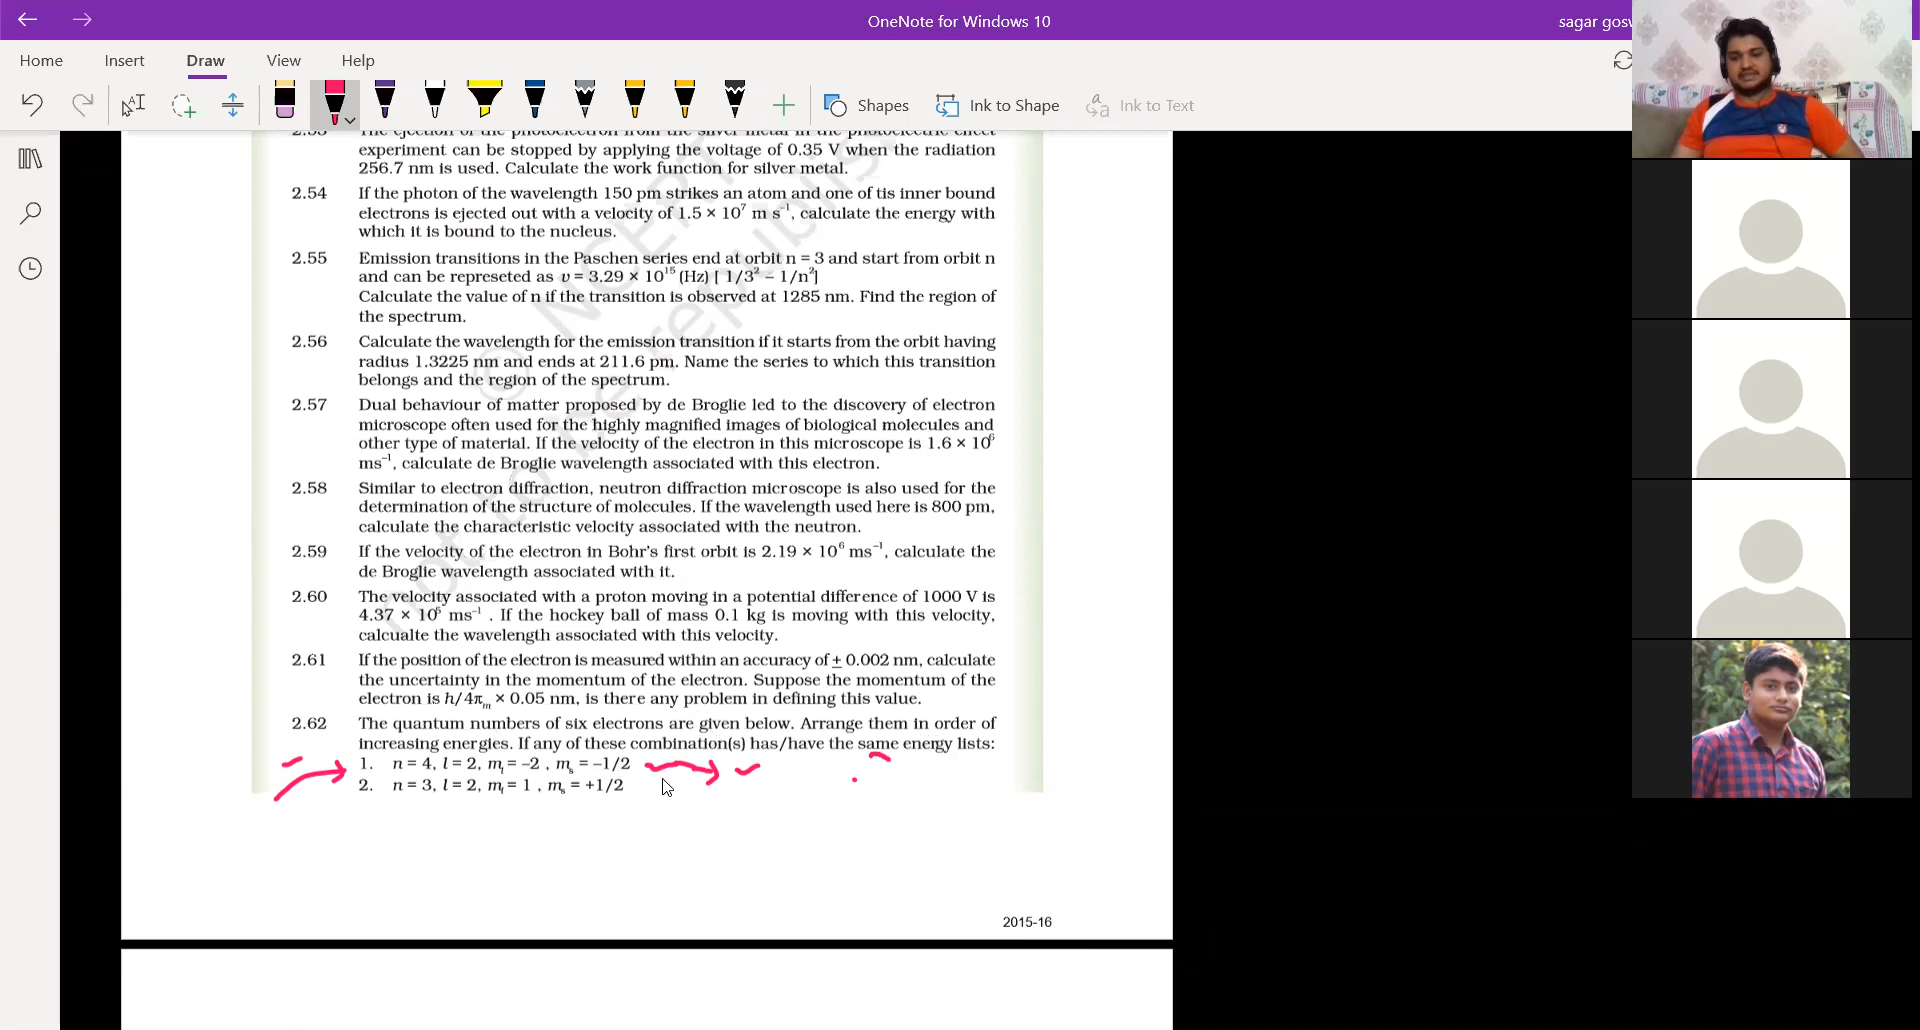 OneNote for Windows 10
sagar gosw
Home Insert Draw View Help
Shapes Ink to Shape Ink to Text
2.53 The ejection of the photoelectron from the silver metal in the photoelectric effect
experiment can be stopped by applying the voltage of 0.35 V when the radiation
256.7 nm is used. Calculate the work function for silver metal.
2.54 If the photon of the wavelength 150 pm strikes an atom and one of tis inner bound
electrons is ejected out with a velocity of 1.5 × 10⁷ m s⁻¹, calculate the energy with
which it is bound to the nucleus.
2.55 Emission transitions in the Paschen series end at orbit n = 3 and start from orbit n
and can be represeted as v = 3.29 × 10¹⁵ (Hz) [ 1/3² – 1/n²]
Calculate the value of n if the transition is observed at 1285 nm. Find the region of
the spectrum.
2.56 Calculate the wavelength for the emission transition if it starts from the orbit having
radius 1.3225 nm and ends at 211.6 pm. Name the series to which this transition
belongs and the region of the spectrum.
2.57 Dual behaviour of matter proposed by de Broglie led to the discovery of electron
microscope often used for the highly magnified images of biological molecules and
other type of material. If the velocity of the electron in this microscope is 1.6 × 10⁶
ms⁻¹, calculate de Broglie wavelength associated with this electron.
2.58 Similar to electron diffraction, neutron diffraction microscope is also used for the
determination of the structure of molecules. If the wavelength used here is 800 pm,
calculate the characteristic velocity associated with the neutron.
2.59 If the velocity of the electron in Bohr's first orbit is 2.19 × 10⁶ ms⁻¹, calculate the
de Broglie wavelength associated with it.
2.60 The velocity associated with a proton moving in a potential difference of 1000 V is
4.37 × 10⁵ ms⁻¹ . If the hockey ball of mass 0.1 kg is moving with this velocity,
calcualte the wavelength associated with this velocity.
2.61 If the position of the electron is measured within an accuracy of ± 0.002 nm, calculate
the uncertainty in the momentum of the electron. Suppose the momentum of the
electron is h/4πₘ × 0.05 nm, is there any problem in defining this value.
2.62 The quantum numbers of six electrons are given below. Arrange them in order of
increasing energies. If any of these combination(s) has/have the same energy lists:
1. n = 4, l = 2, mₗ = –2 , mₛ = –1/2
2. n = 3, l = 2, mₗ = 1 , mₛ = +1/2
2015-16
© NCERT
not to be republis